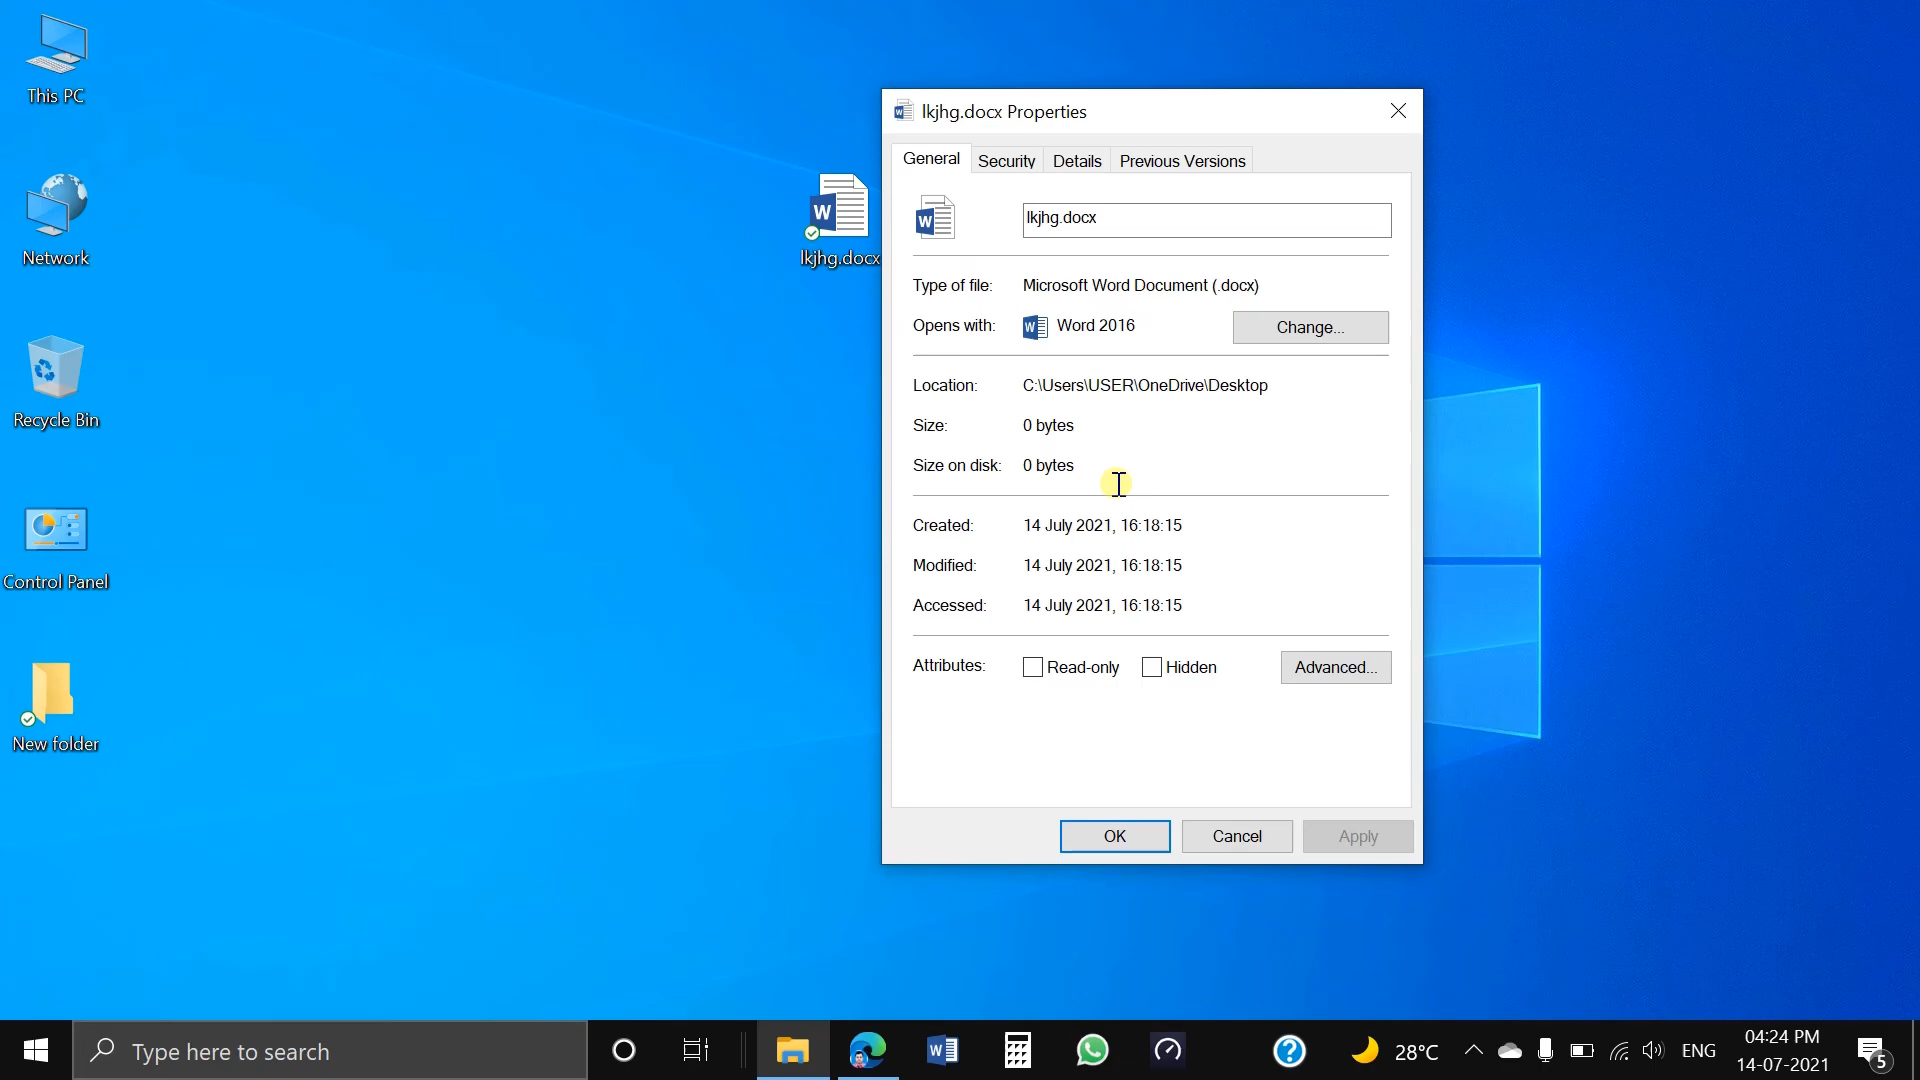 This PC
Network
Recycle Bin
Control Panel
New folder
lkjhg.docx
lkjhg.docx Properties
General Security Details Previous Versions
lkjhg.docx
Type of file: Microsoft Word Document (.docx)
Opens with: Word 2016 Change...
Location: C:\Users\USER\OneDrive\Desktop
Size: 0 bytes
Size on disk: 0 bytes
Created: 14 July 2021, 16:18:15
Modified: 14 July 2021, 16:18:15
Accessed: 14 July 2021, 16:18:15
Attributes: Read-only Hidden Advanced...
OK Cancel Apply
Type here to search
28°C
ENG
04:24 PM
14-07-2021
5